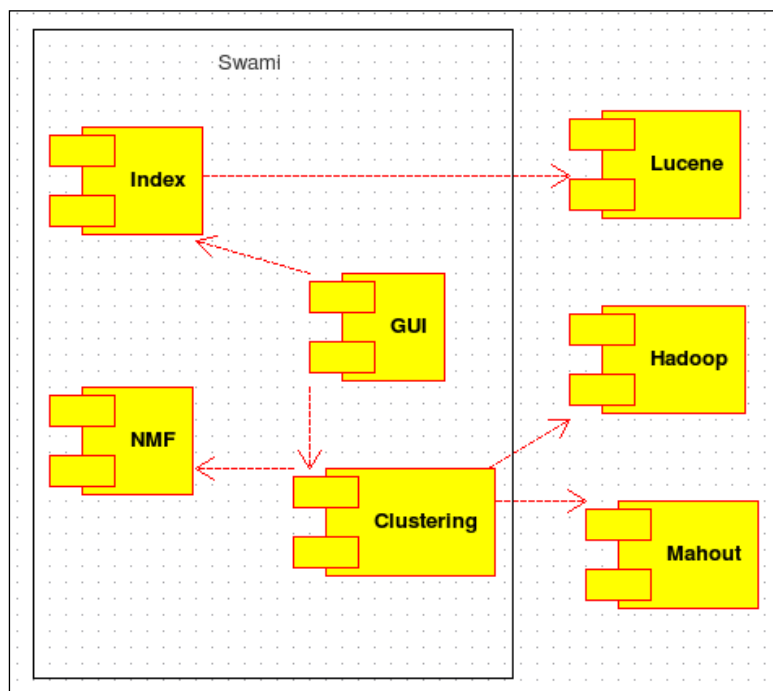 Swami
Index
Lucene
GUI
Hadoop
NMF
Clustering
Mahout